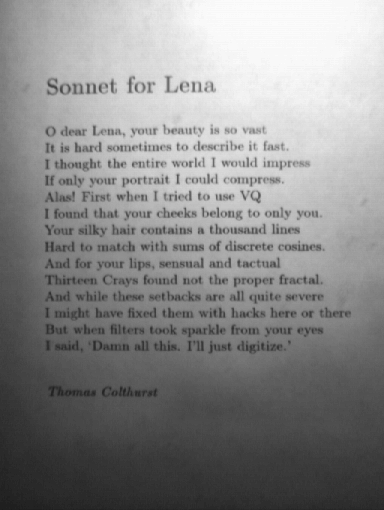 Sonnet for Lena
O dear Lena, your beauty is so vast
It is hard sometimes to describe it fast.
I thought the entire world I would impress
If only your portrait I could compress.
Alas! First when I tried to use VQ
I found that your cheeks belong to only you.
Your silky hair contains a thousand lines
Hard to match with sums of discrete cosines.
And for your lips, sensual and tactual
Thirteen Crays found not the proper fractal.
And while these setbacks are all quite severe
I might have fixed them with hacks here or there
But when filters took sparkle from your eyes
I said, 'Damn all this. I'll just digitize.'
Thomas Colthurst